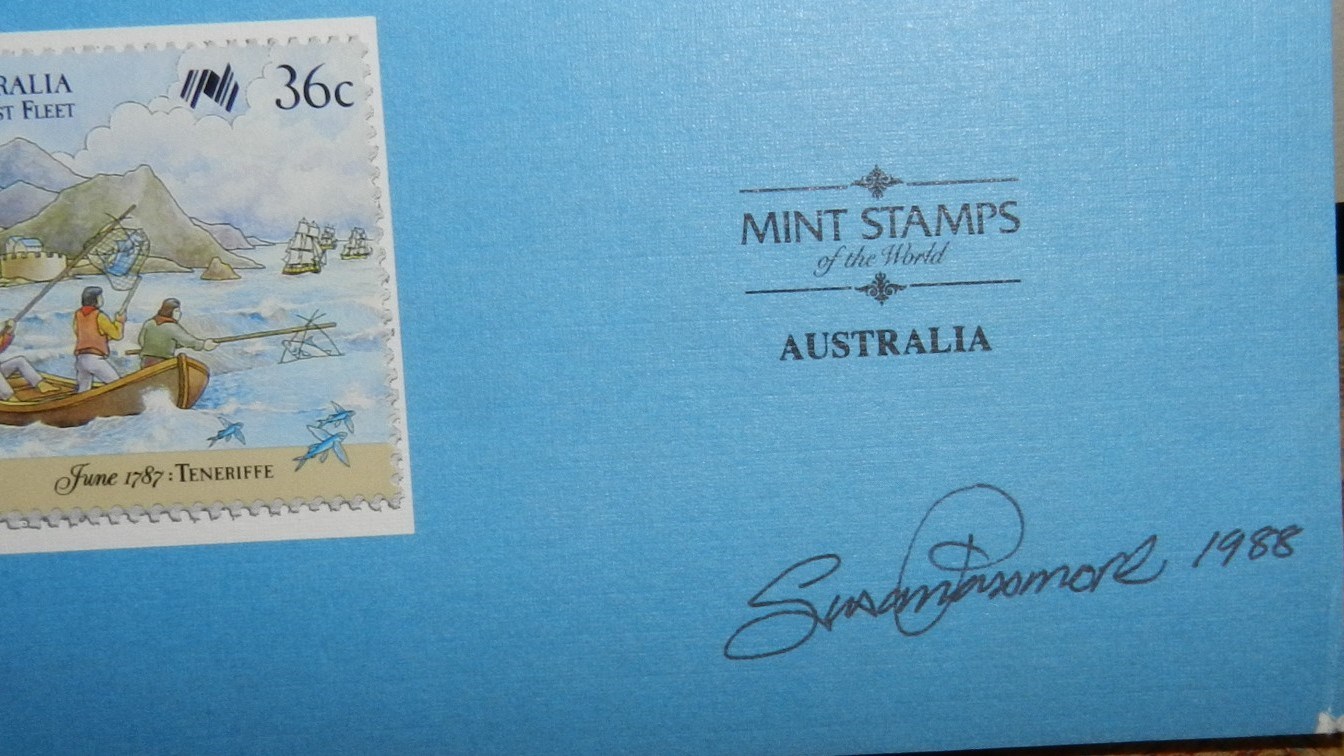 RALIA
ST FLEET
36c
June 1787: TENERIFFE
MINT STAMPS
of the World
AUSTRALIA
Susan Passmore 1988